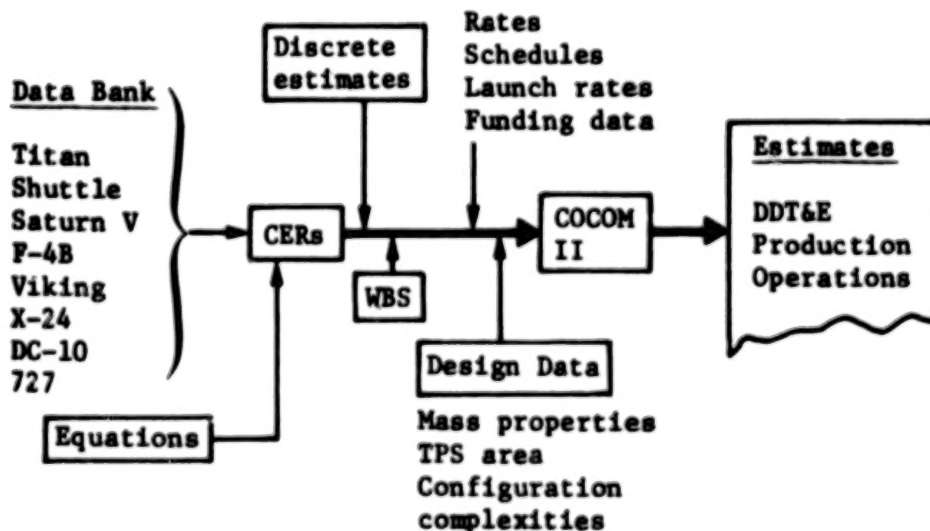 Data Bank
Titan
Shuttle
Saturn V
F-4B
Viking
X-24
DC-10
727
Equations
CERs
Discrete
estimates
WBS
Rates
Schedules
Launch rates
Funding data
Design Data
Mass properties
TPS area
Configuration
complexities
COCOM
II
Estimates
DDT&E
Production
Operations